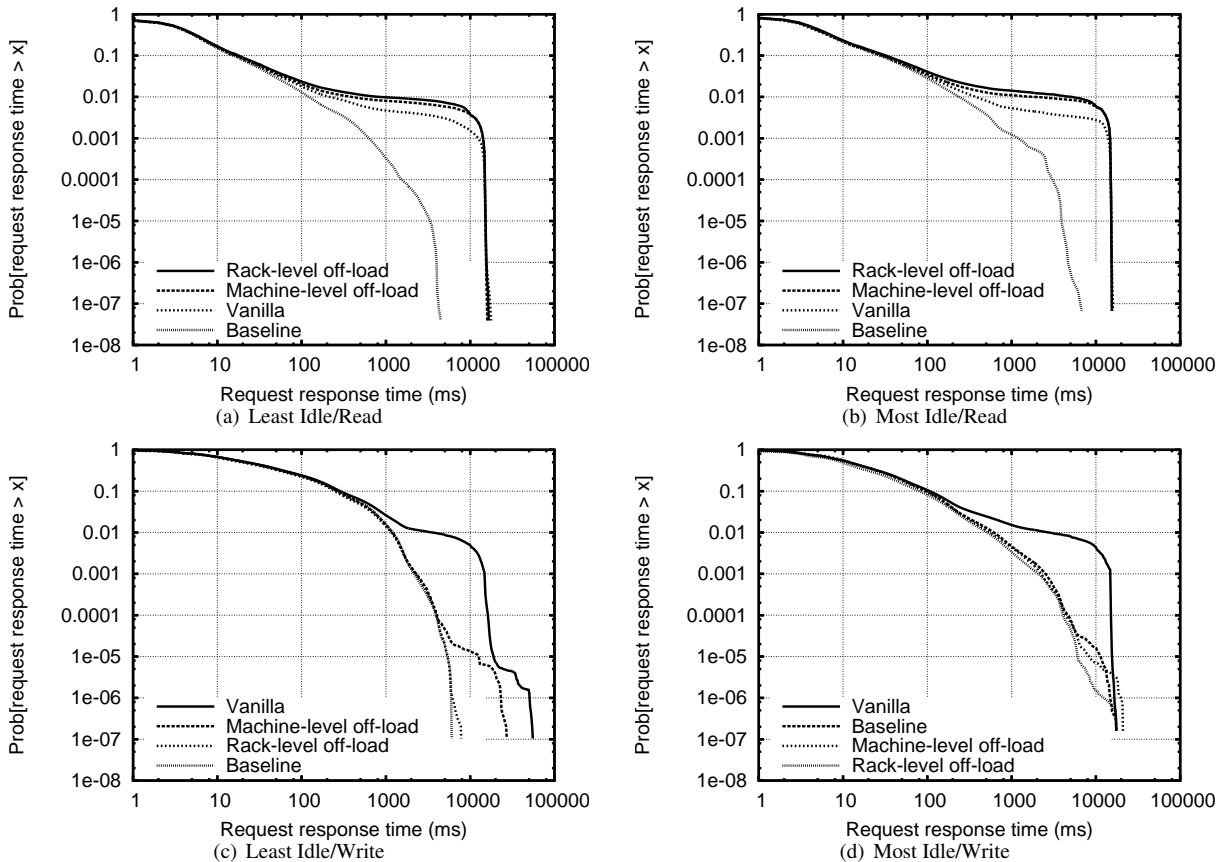 Prob[request response time > x]
1
0.1
0.01
0.001
0.0001
1e-05
1e-06
1e-07
1e-08
Rack-level off-load
Machine-level off-load
Vanilla
Baseline
1 10 100 1000 10000 100000
Request response time (ms)
(a) Least Idle/Read
Prob[request response time > x]
1
0.1
0.01
0.001
0.0001
1e-05
1e-06
1e-07
1e-08
Rack-level off-load
Machine-level off-load
Vanilla
Baseline
1 10 100 1000 10000 100000
Request response time (ms)
(b) Most Idle/Read
Prob[request response time > x]
1
0.1
0.01
0.001
0.0001
1e-05
1e-06
1e-07
1e-08
Vanilla
Machine-level off-load
Rack-level off-load
Baseline
1 10 100 1000 10000 100000
Request response time (ms)
(c) Least Idle/Write
Prob[request response time > x]
1
0.1
0.01
0.001
0.0001
1e-05
1e-06
1e-07
1e-08
Vanilla
Baseline
Machine-level off-load
Rack-level off-load
1 10 100 1000 10000 100000
Request response time (ms)
(d) Most Idle/Write